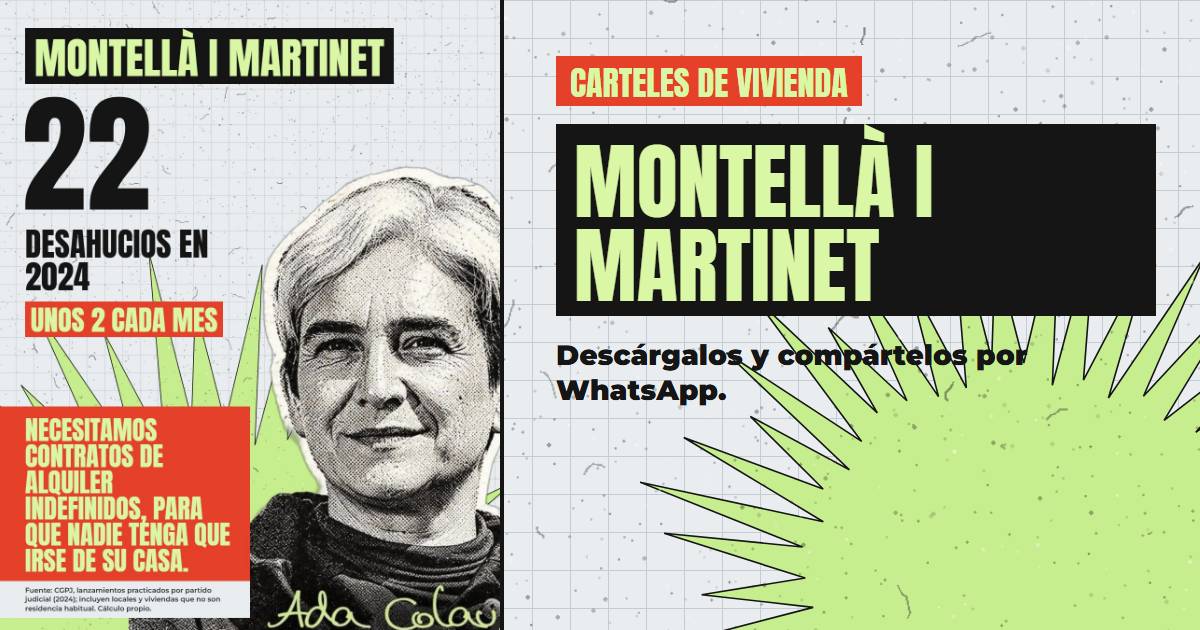 MONTELLÀ I MARTINET
22
DESAHUCIOS EN
2024
UNOS 2 CADA MES
NECESITAMOS
CONTRATOS DE
ALQUILER
INDEFINIDOS, PARA
QUE NADIE TENGA QUE
IRSE DE SU CASA.
Fuente: CGPJ, lanzamientos practicados por partido
judicial (2024); incluyen locales y viviendas que no son
residencia habitual. Cálculo propio.
Ada Colau
CARTELES DE VIVIENDA
MONTELLÀ I
MARTINET
Descárgalos y compártelos por
WhatsApp.